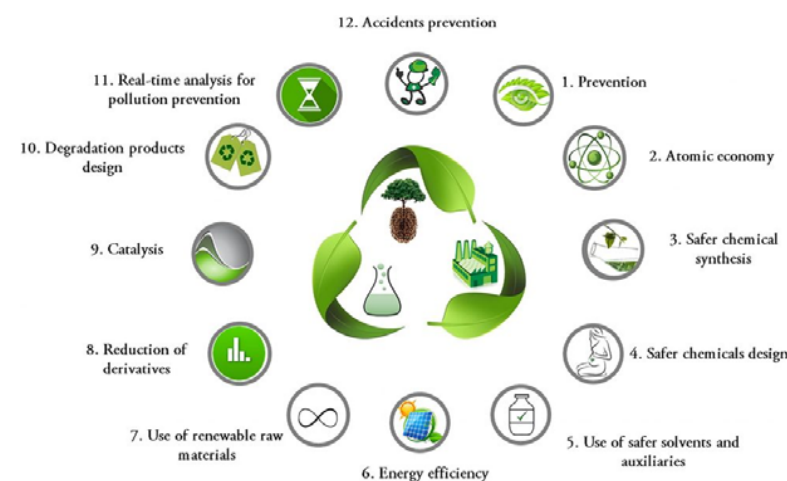 12. Accidents prevention
1. Prevention
2. Atomic economy
3. Safer chemical
synthesis
4. Safer chemicals design
5. Use of safer solvents and
auxiliaries
6. Energy efficiency
7. Use of renewable raw
materials
8. Reduction of
derivatives
9. Catalysis
10. Degradation products
design
11. Real-time analysis for
pollution prevention